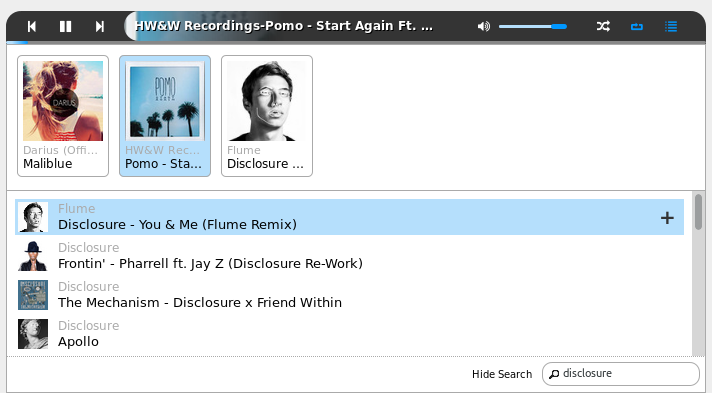 HW&W Recordings-Pomo - Start Again Ft. ...
DARIUS
POMO
Darius (Offi...
Maliblue
HW&W Rec...
Pomo - Sta...
Flume
Disclosure ...
Flume
Disclosure - You & Me (Flume Remix)
Disclosure
Frontin' - Pharrell ft. Jay Z (Disclosure Re-Work)
Disclosure
The Mechanism - Disclosure x Friend Within
Disclosure
Apollo
Hide Search
disclosure